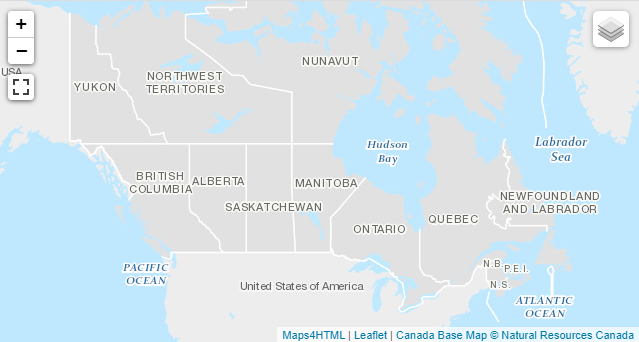 +
−
USA
YUKON
NORTHWEST
TERRITORIES
NUNAVUT
Hudson
Bay
Labrador
Sea
BRITISH
COLUMBIA
ALBERTA
SASKATCHEWAN
MANITOBA
ONTARIO
QUEBEC
NEWFOUNDLAND
AND LABRADOR
N.B.
P.E.I.
N.S.
PACIFIC
OCEAN
United States of America
ATLANTIC
OCEAN
Maps4HTML | Leaflet | Canada Base Map © Natural Resources Canada